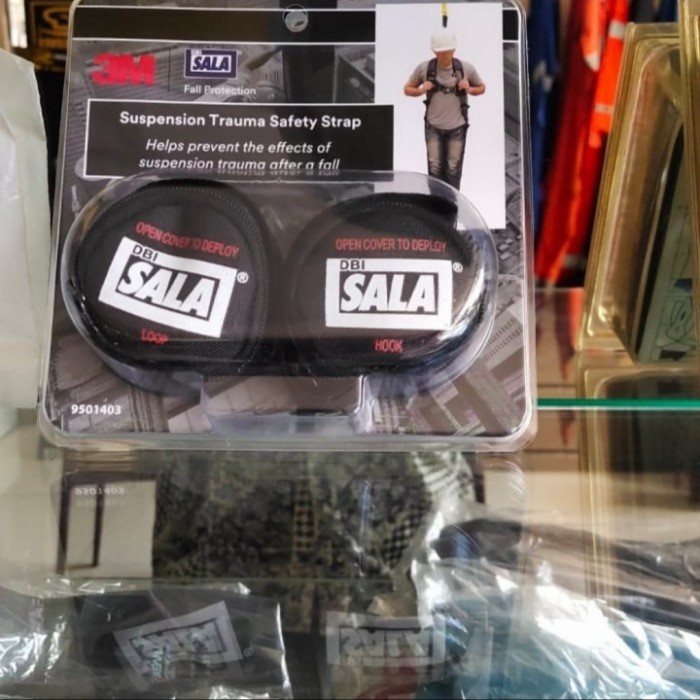 3M
SALA
Fall Protection
Suspension Trauma Safety Strap
Helps prevent the effects of
suspension trauma after a fall
OPEN COVER TO DEPLOY
DBI
SALA®
LOOP
OPEN COVER TO DEPLOY
DBI
SALA®
HOOK
9501403